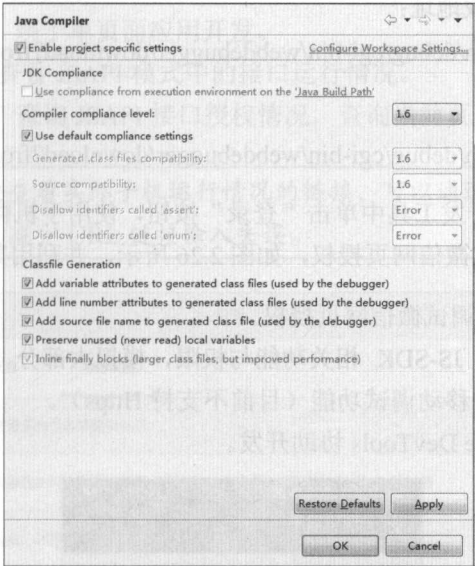 Java Compiler
Enable project specific settings
Configure Workspace Settings...
JDK Compliance
Use compliance from execution environment on the 'Java Build Path'
Compiler compliance level:
1.6
Use default compliance settings
Generated .class files compatibility:
1.6
Source compatibility:
1.6
Disallow identifiers called 'assert':
Error
Disallow identifiers called 'enum':
Error
Classfile Generation
Add variable attributes to generated class files (used by the debugger)
Add line number attributes to generated class files (used by the debugger)
Add source file name to generated class file (used by the debugger)
Preserve unused (never read) local variables
Inline finally blocks (larger class files, but improved performance)
Restore Defaults
Apply
OK
Cancel